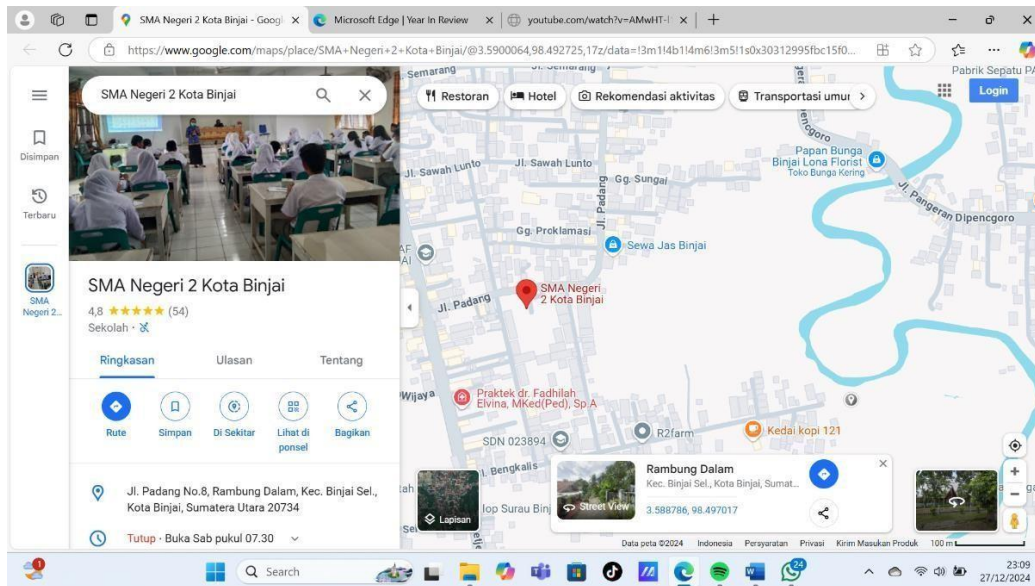 SMA Negeri 2 Kota Binjai - Googl
Microsoft Edge | Year In Review
youtube.com/watch?v=AMwHT-
https://www.google.com/maps/place/SMA+Negeri+2+Kota+Binjai/@3.5900064,98.492725,17z/data=!3m1!4b1!4m6!3m5!1s0x30312995fbc15f0...
SMA Negeri 2 Kota Binjai
Disimpan
Terbaru
SMA
Negeri 2...
SMA Negeri 2 Kota Binjai
4,8 (54)
Sekolah ·
Ringkasan
Ulasan
Tentang
Rute
Simpan
Di Sekitar
Lihat di
ponsel
Bagikan
Jl. Padang No.8, Rambung Dalam, Kec. Binjai Sel.,
Kota Binjai, Sumatera Utara 20734
Tutup · Buka Sab pukul 07.30
Restoran
Hotel
Rekomendasi aktivitas
Transportasi umur
Login
Semarang
Jl. Semarang
Pabrik Sepatu PA
Papan Bunga
Binjai Lona Florist
Toko Bunga Kering
Jl. Pangeran Dipenogoro
Jl. Sawah Lunto
Jl. Sawah Lunto
Jl. Padang
Gg. Sungai
Gg. Proklamasi
Sewa Jas Binjai
SMA Negeri
2 Kota Binjai
Jl. Padang
Wijaya
Praktek dr. Fadhilah
Elvina, MKed(Ped), Sp.A
SDN 023894
R2farm
Kedai kopi 121
Jl. Bengkalis
Lapisan
Street View
Rambung Dalam
Kec. Binjai Sel., Kota Binjai, Sumat...
3.588786, 98.497017
Data peta ©2024
Indonesia
Persyaratan
Privasi
Kirim Masukan Produk
100 m
Search
24
23:02
27/12/2024